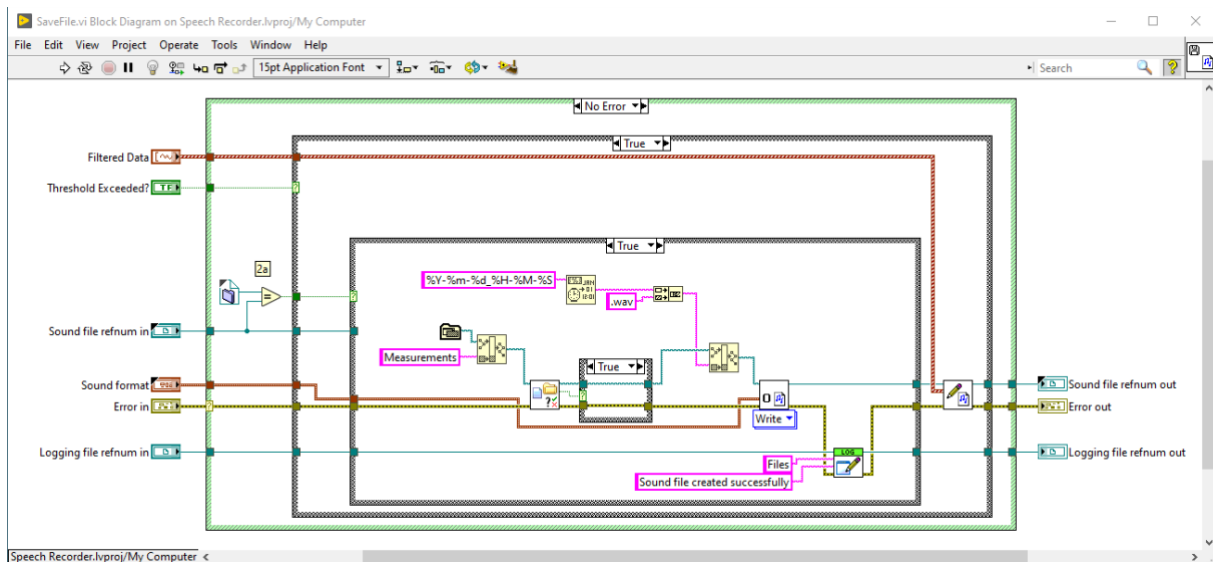 SaveFile.vi Block Diagram on Speech Recorder.lvproj/My Computer
File Edit View Project Operate Tools Window Help
15pt Application Font
Search
No Error
True
Filtered Data
Threshold Exceeded?
TF
True
2a
%Y-%m-%d_%H-%M-%S
.wav
Sound file refnum in
Measurements
True
Sound format
Sound file refnum out
Error in
Error out
Write
Logging file refnum in
LOG
Logging file refnum out
Files
Sound file created successfully
Speech Recorder.lvproj/My Computer